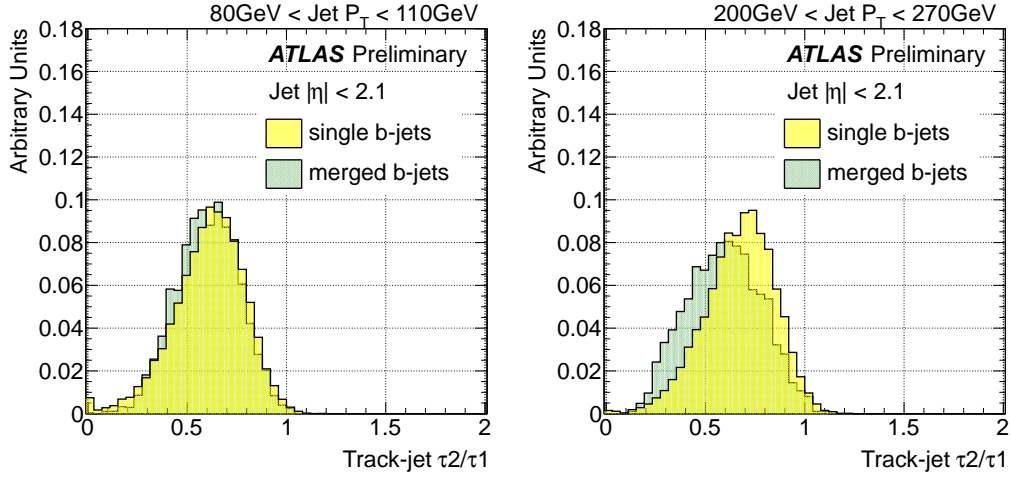 80GeV < Jet P_T < 110GeV
Arbitrary Units
0.18
0.16
0.14
0.12
0.1
0.08
0.06
0.04
0.02
0
ATLAS Preliminary
Jet |η| < 2.1
single b-jets
merged b-jets
0 0.5 1 1.5 2
Track-jet τ2/τ1
200GeV < Jet P_T < 270GeV
Arbitrary Units
0.18
0.16
0.14
0.12
0.1
0.08
0.06
0.04
0.02
0
ATLAS Preliminary
Jet |η| < 2.1
single b-jets
merged b-jets
0 0.5 1 1.5 2
Track-jet τ2/τ1